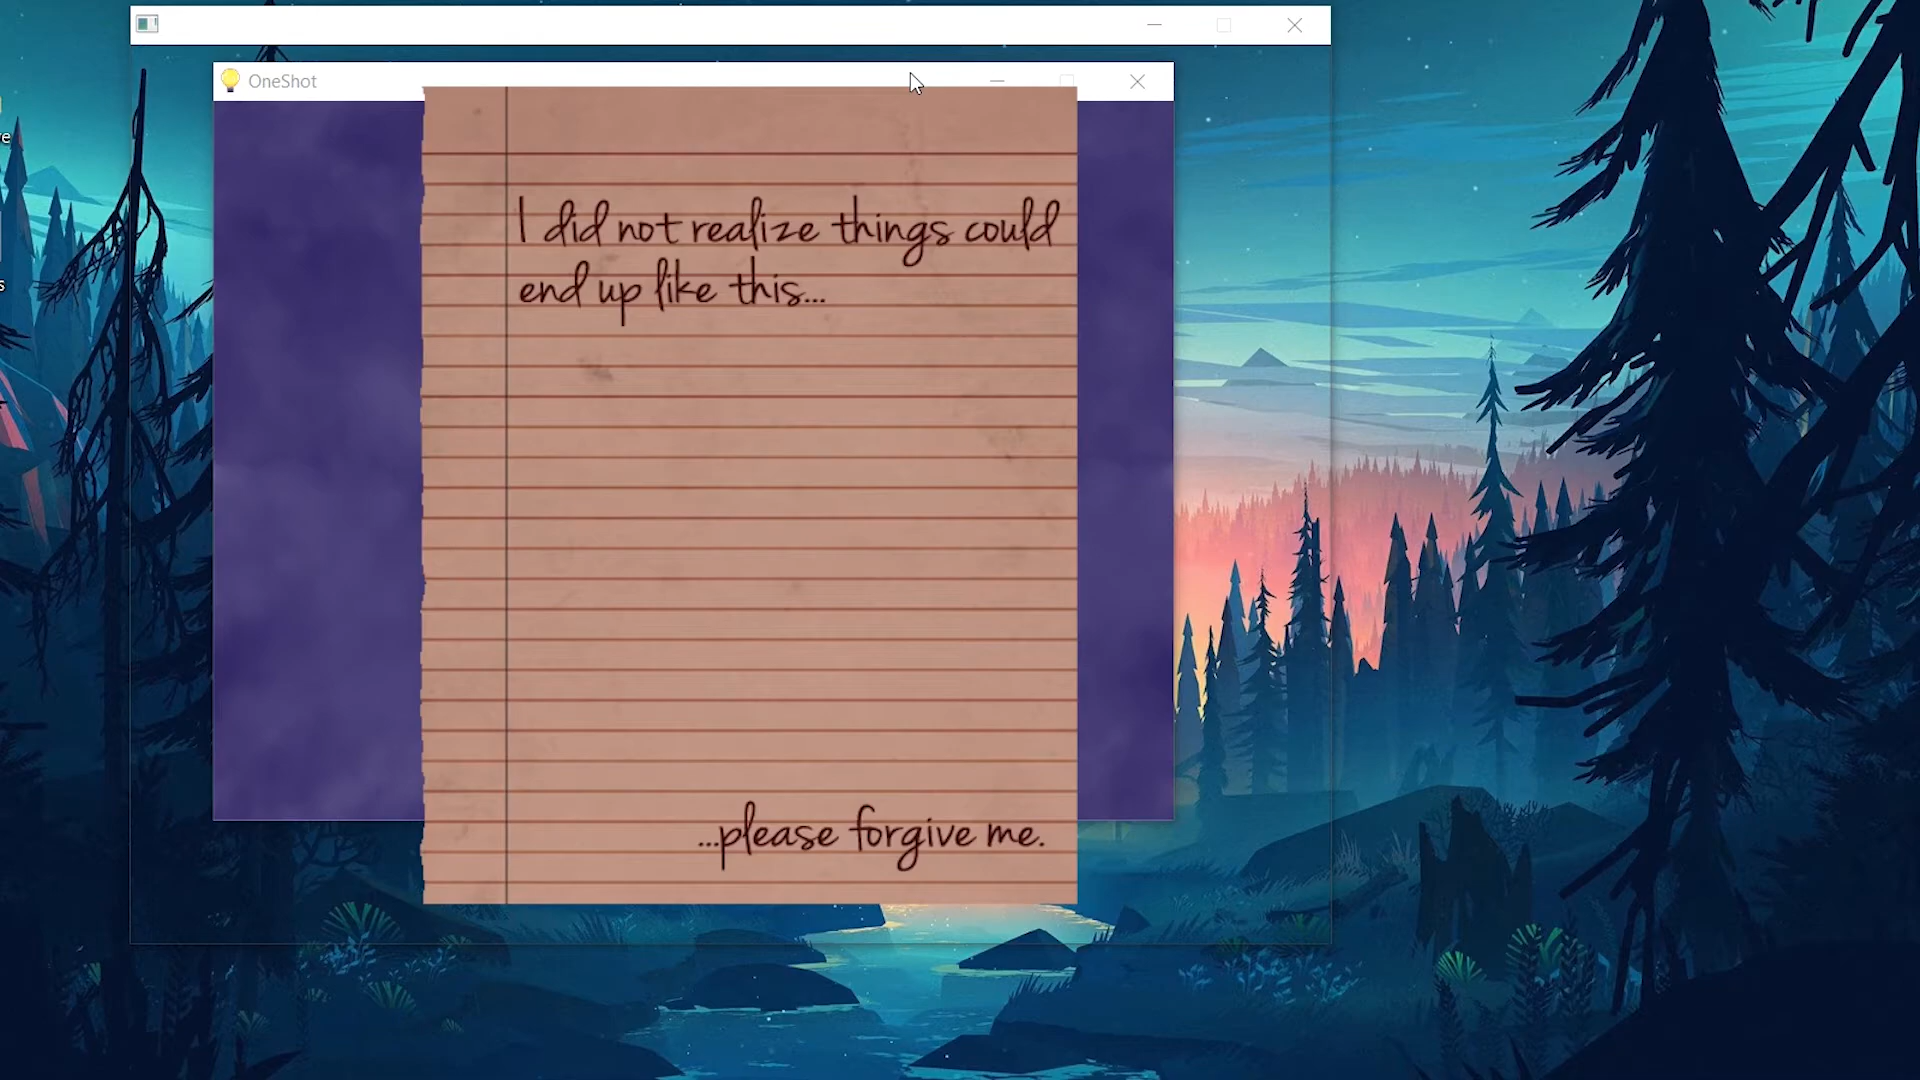 OneShot
I did not realize things could
end up like this...
...please forgive me.